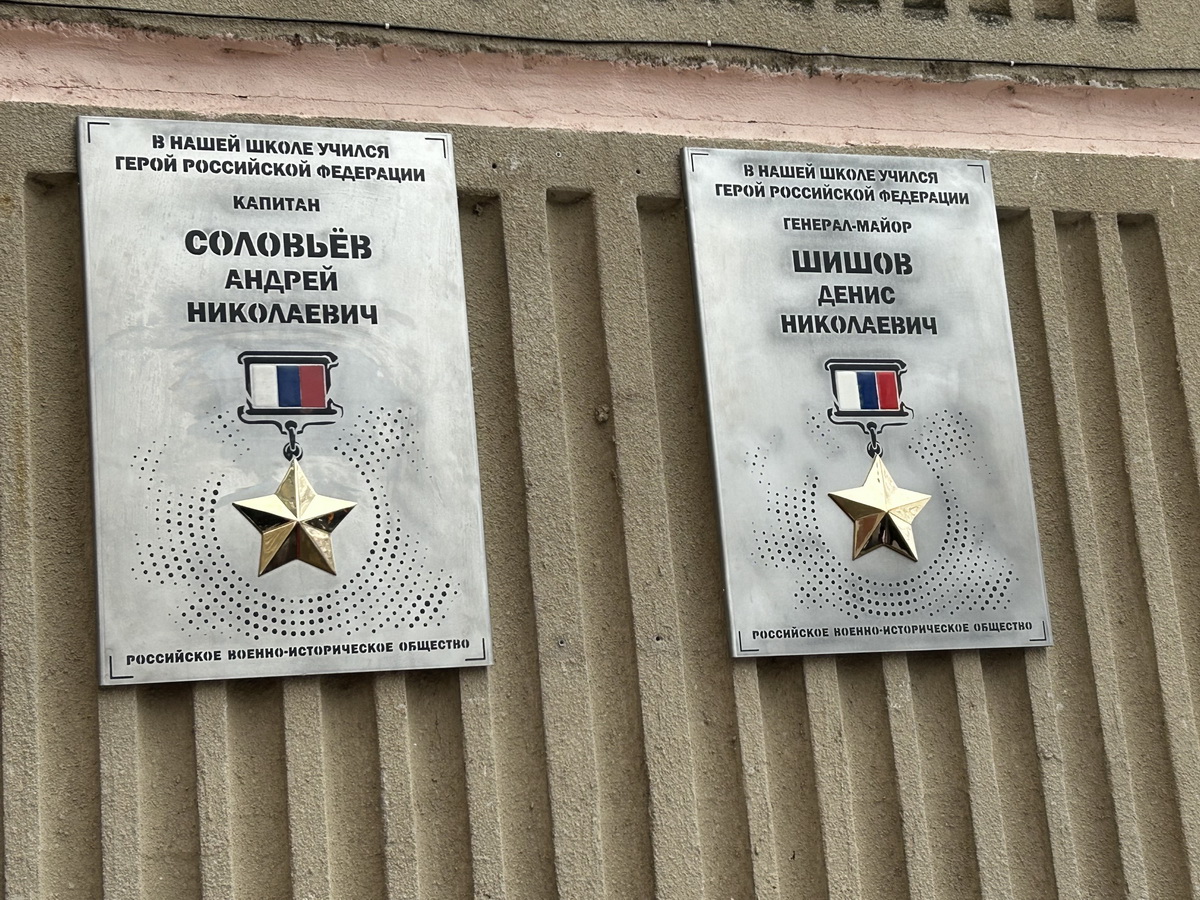 В НАШЕЙ ШКОЛЕ УЧИЛСЯ
ГЕРОЙ РОССИЙСКОЙ ФЕДЕРАЦИИ
КАПИТАН
СОЛОВЬЁВ
АНДРЕЙ
НИКОЛАЕВИЧ
РОССИЙСКОЕ ВОЕННО-ИСТОРИЧЕСКОЕ ОБЩЕСТВО
В НАШЕЙ ШКОЛЕ УЧИЛСЯ
ГЕРОЙ РОССИЙСКОЙ ФЕДЕРАЦИИ
ГЕНЕРАЛ-МАЙОР
ШИШОВ
ДЕНИС
НИКОЛАЕВИЧ
РОССИЙСКОЕ ВОЕННО-ИСТОРИЧЕСКОЕ ОБЩЕСТВО